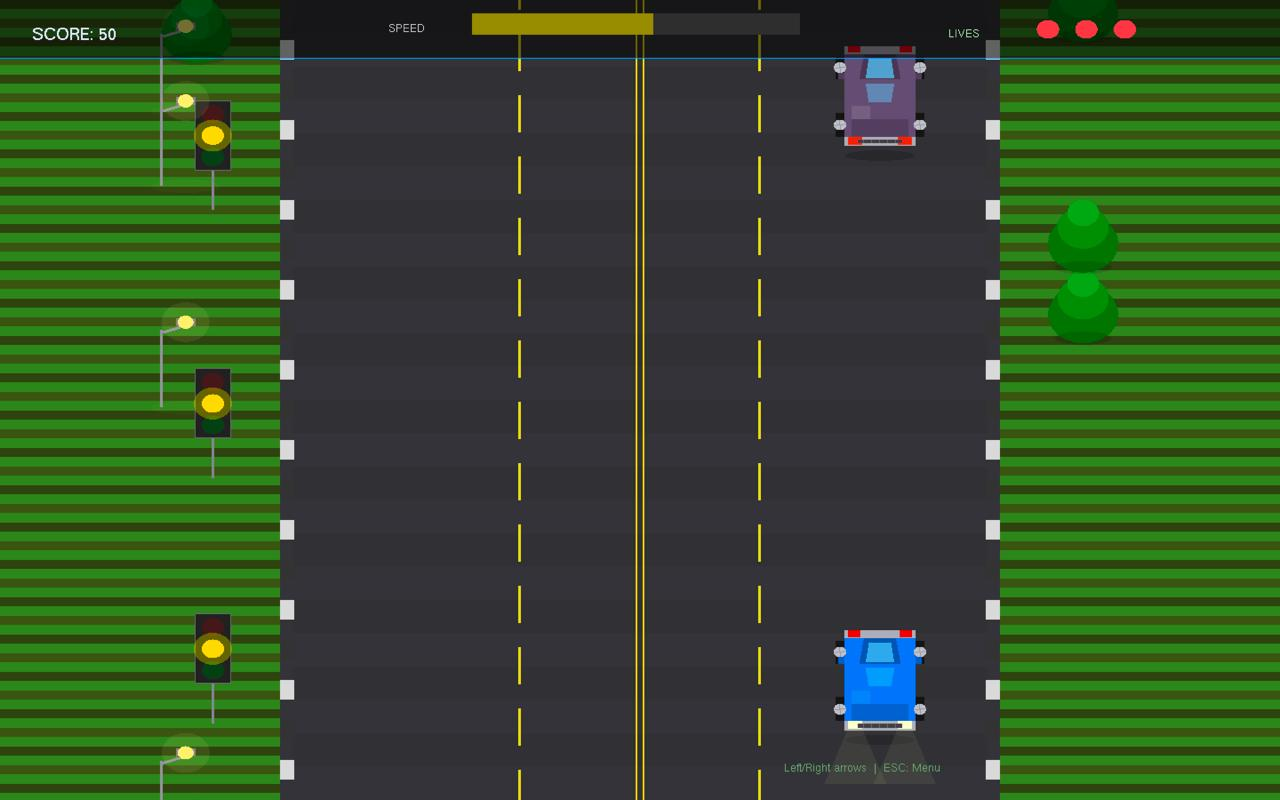 SCORE: 50
SPEED
LIVES
Left/Right arrows | ESC: Menu